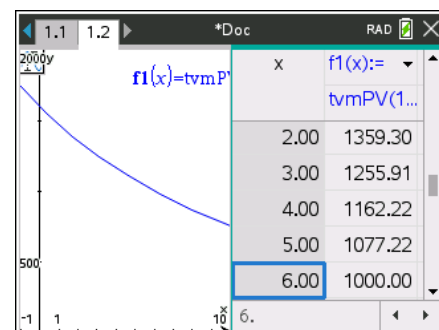 1.1 1.2 *Doc RAD
2000 y
f1(x)=tvmP
x f1(x):=
tvmPV(1...
2.00 1359.30
3.00 1255.91
4.00 1162.22
5.00 1077.22
6.00 1000.00
500
-1 1 10 x
6.